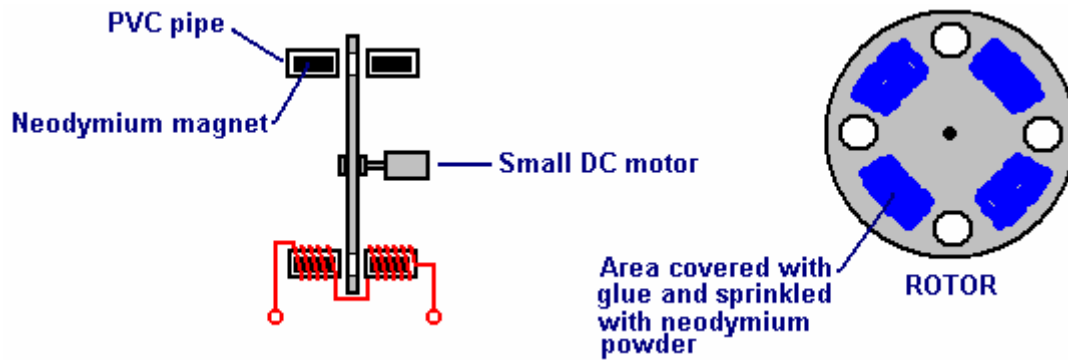 PVC pipe
Neodymium magnet
Small DC motor
Area covered with
glue and sprinkled
with neodymium
powder
ROTOR